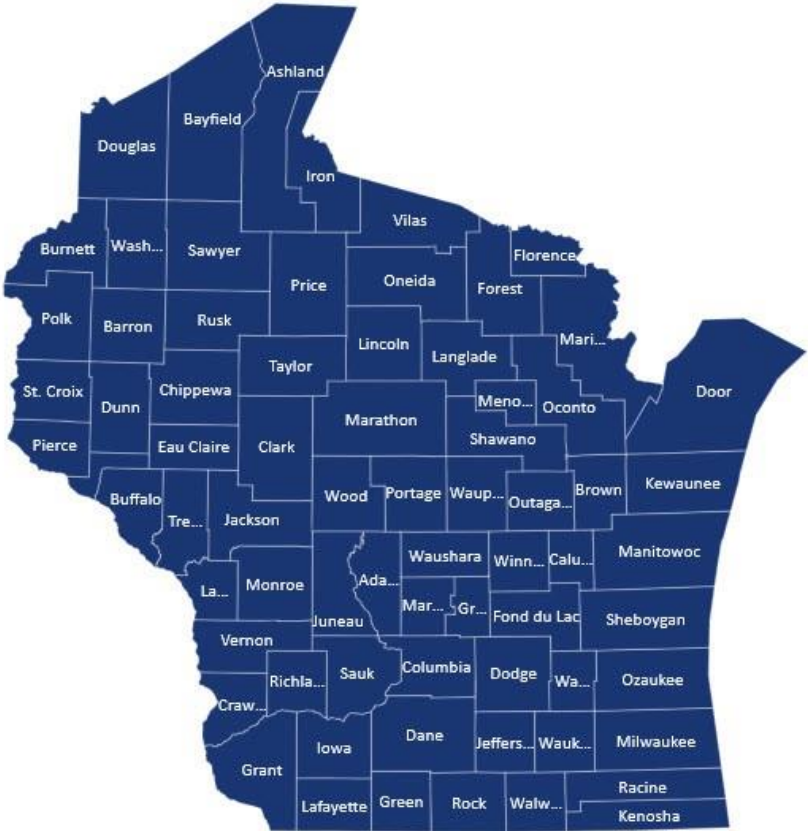 Ashland
Bayfield
Douglas
Iron
Vilas
Burnett
Wash...
Sawyer
Florence
Price
Oneida
Forest
Polk
Barron
Rusk
Lincoln
Mari...
Taylor
Langlade
St. Croix
Chippewa
Door
Dunn
Meno...
Oconto
Marathon
Pierce
Eau Claire
Clark
Shawano
Buffalo
Wood
Portage
Waup...
Outaga...
Brown
Kewaunee
Tre...
Jackson
Waushara
Winn...
Calu...
Manitowoc
La...
Monroe
Ada...
Mar...
Gr...
Fond du Lac
Sheboygan
Juneau
Vernon
Richla...
Sauk
Columbia
Dodge
Wa...
Ozaukee
Craw...
Dane
Jeffers...
Wauk...
Milwaukee
Iowa
Grant
Lafayette
Green
Rock
Walw...
Racine
Kenosha